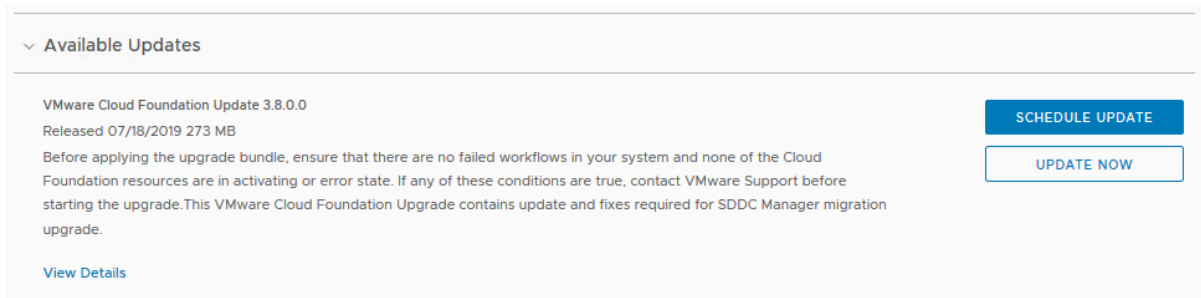 Available Updates
VMware Cloud Foundation Update 3.8.0.0
Released 07/18/2019 273 MB
SCHEDULE UPDATE
Before applying the upgrade bundle, ensure that there are no failed workflows in your system and none of the Cloud
Foundation resources are in activating or error state. If any of these conditions are true, contact VMware Support before
starting the upgrade.This VMware Cloud Foundation Upgrade contains update and fixes required for SDDC Manager migration
upgrade.
UPDATE NOW
View Details